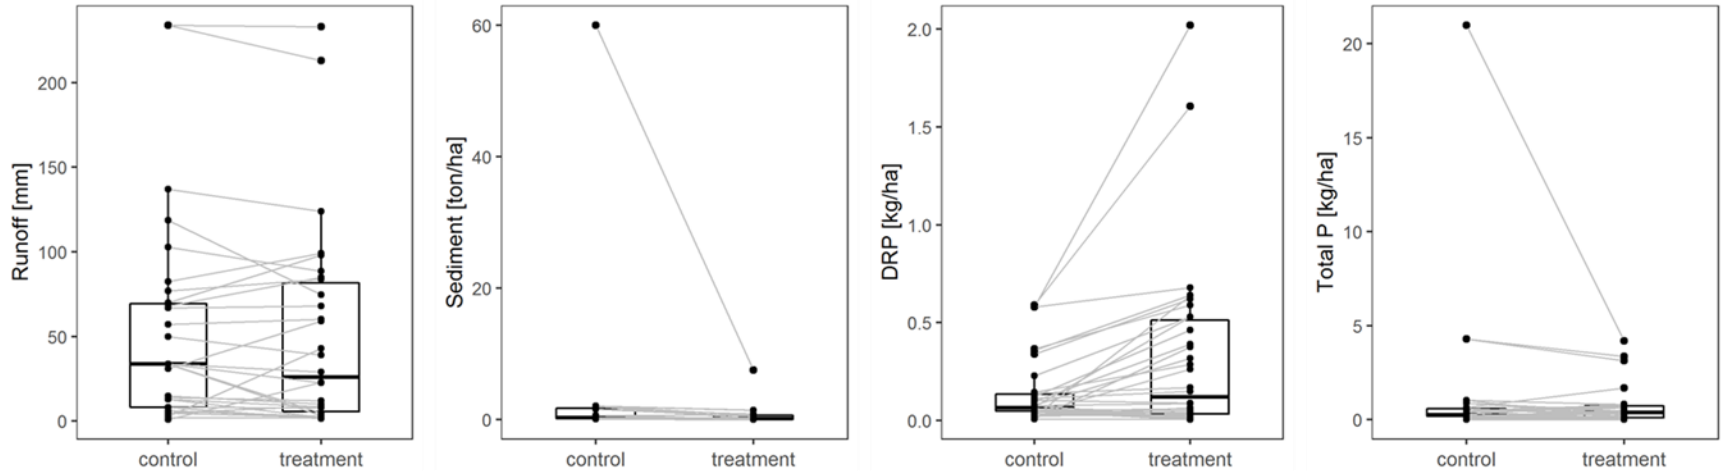 Runoff [mm]
200
150
100
50
0
control treatment
Sediment [ton/ha]
60
40
20
0
control treatment
DRP [kg/ha]
2.0
1.5
1.0
0.5
0.0
control treatment
Total P [kg/ha]
20
15
10
5
0
control treatment